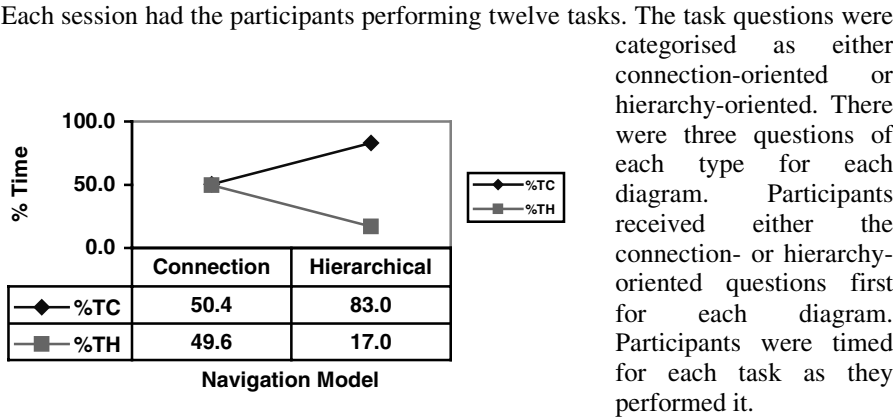 Each session had the participants performing twelve tasks. The task questions were
categorised as either
connection-oriented or
hierarchy-oriented. There
were three questions of
each type for each
diagram. Participants
received either the
connection- or hierarchy-
oriented questions first
for each diagram.
Participants were timed
for each task as they
performed it.
100.0
50.0
0.0
% Time
%TC
%TH
Connection Hierarchical
%TC 50.4 83.0
%TH 49.6 17.0
Navigation Model